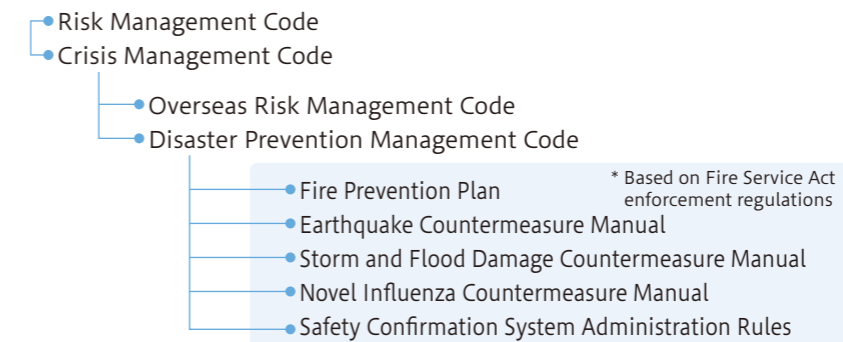 Risk Management Code
Crisis Management Code
Overseas Risk Management Code
Disaster Prevention Management Code
Fire Prevention Plan
* Based on Fire Service Act
enforcement regulations
Earthquake Countermeasure Manual
Storm and Flood Damage Countermeasure Manual
Novel Influenza Countermeasure Manual
Safety Confirmation System Administration Rules